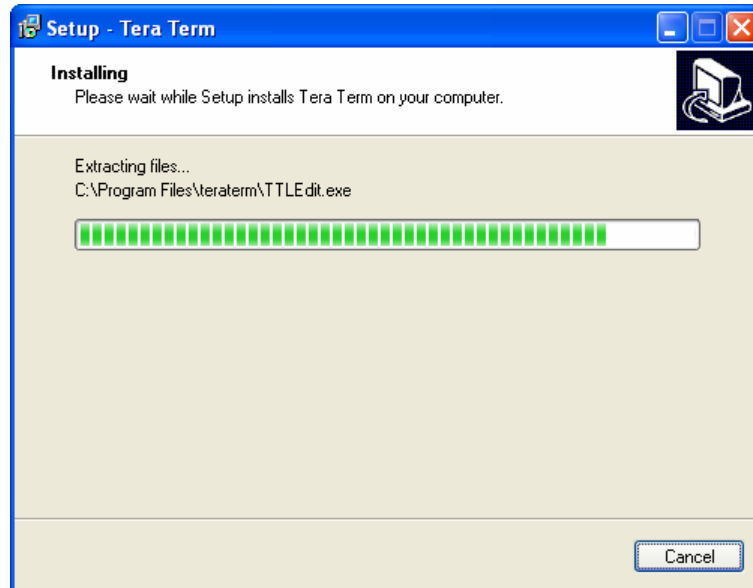 Setup - Tera Term
Installing
Please wait while Setup installs Tera Term on your computer.
Extracting files...
C:\Program Files\teraterm\TTLEdit.exe
Cancel